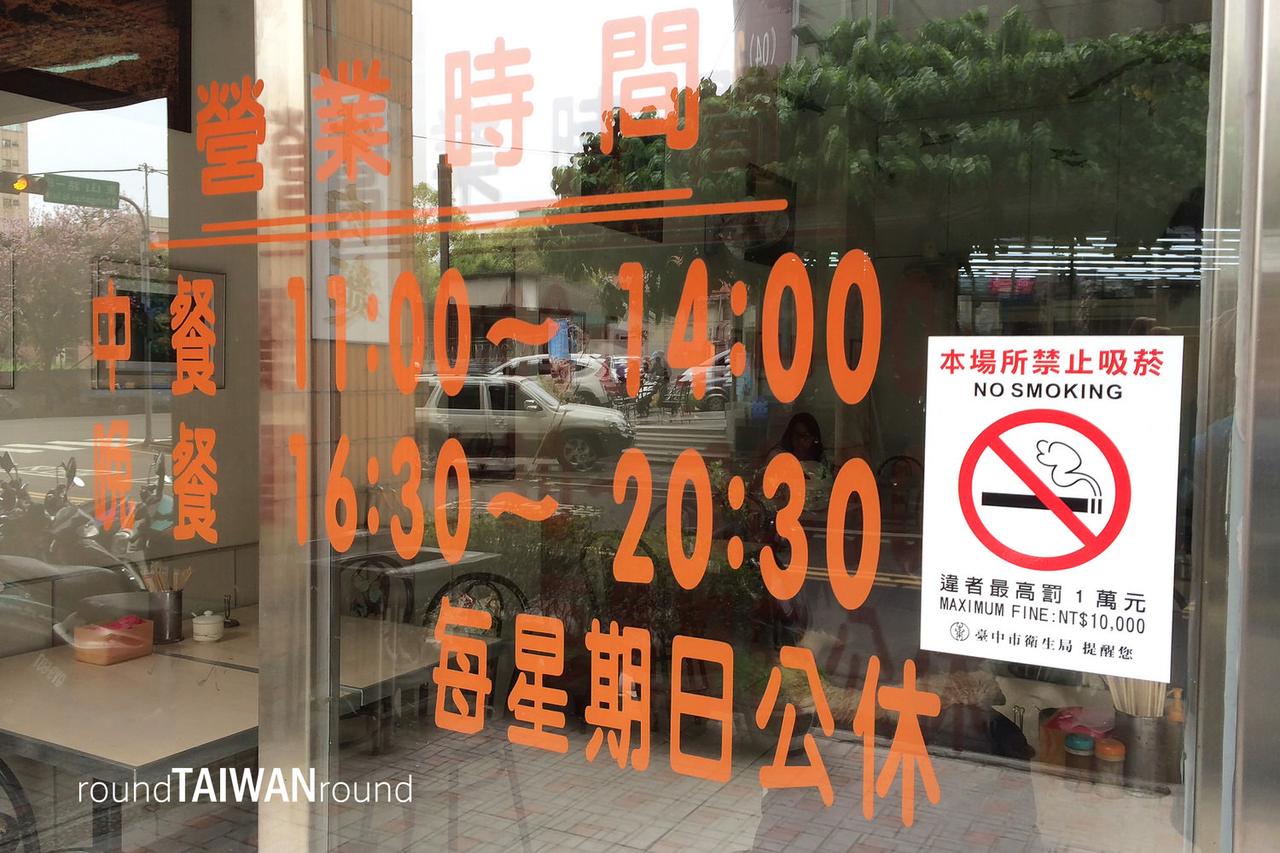 營業時間
中餐 11:00~14:00
晚餐 16:30~20:30
每星期日公休
本場所禁止吸菸
NO SMOKING
違者最高罰1萬元
MAXIMUM FINE:NT$10,000
臺中市衛生局 提醒您
roundTAIWANround